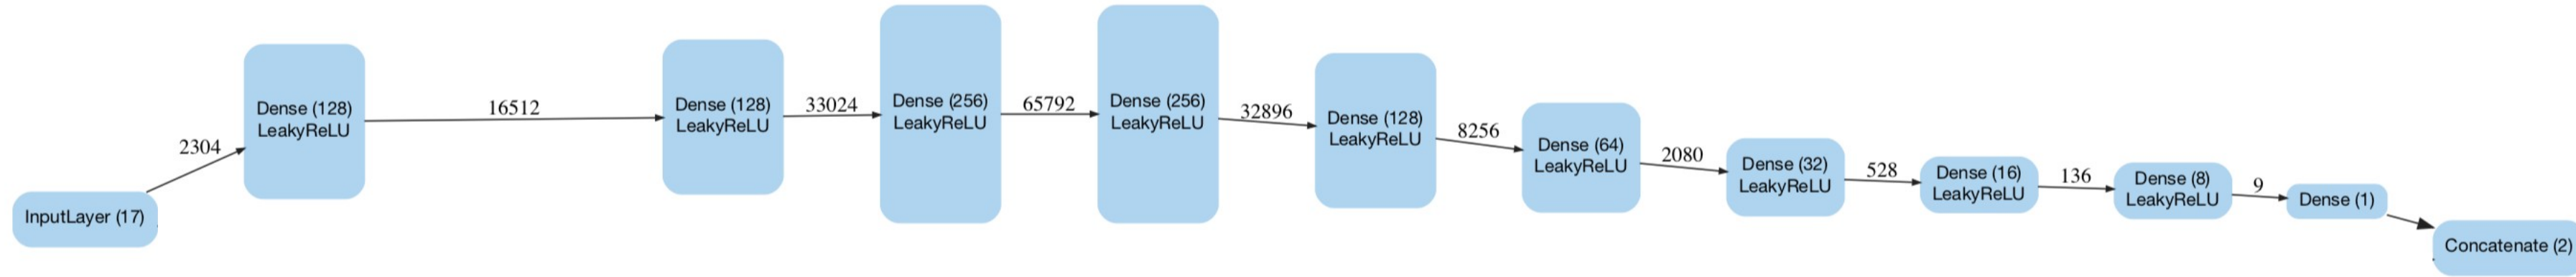 InputLayer (17)
2304
Dense (128)
LeakyReLU
16512
Dense (128)
LeakyReLU
33024
Dense (256)
LeakyReLU
65792
Dense (256)
LeakyReLU
32896
Dense (128)
LeakyReLU
8256
Dense (64)
LeakyReLU
2080
Dense (32)
LeakyReLU
528
Dense (16)
LeakyReLU
136
Dense (8)
LeakyReLU
9
Dense (1)
Concatenate (2)